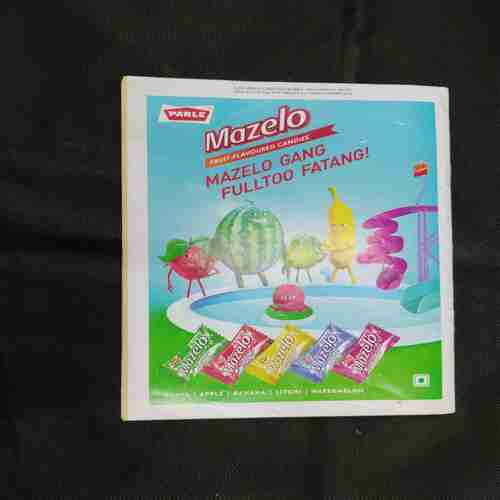 PARLE
Mazelo
FRUIT-FLAVOURED CANDIES
MAZELO GANG
FULLTOO FATANG!
Mazelo
Mazelo
Mazelo
Mazelo
Mazelo
| APPLE | BANANA | LITCHI | WATERMELON